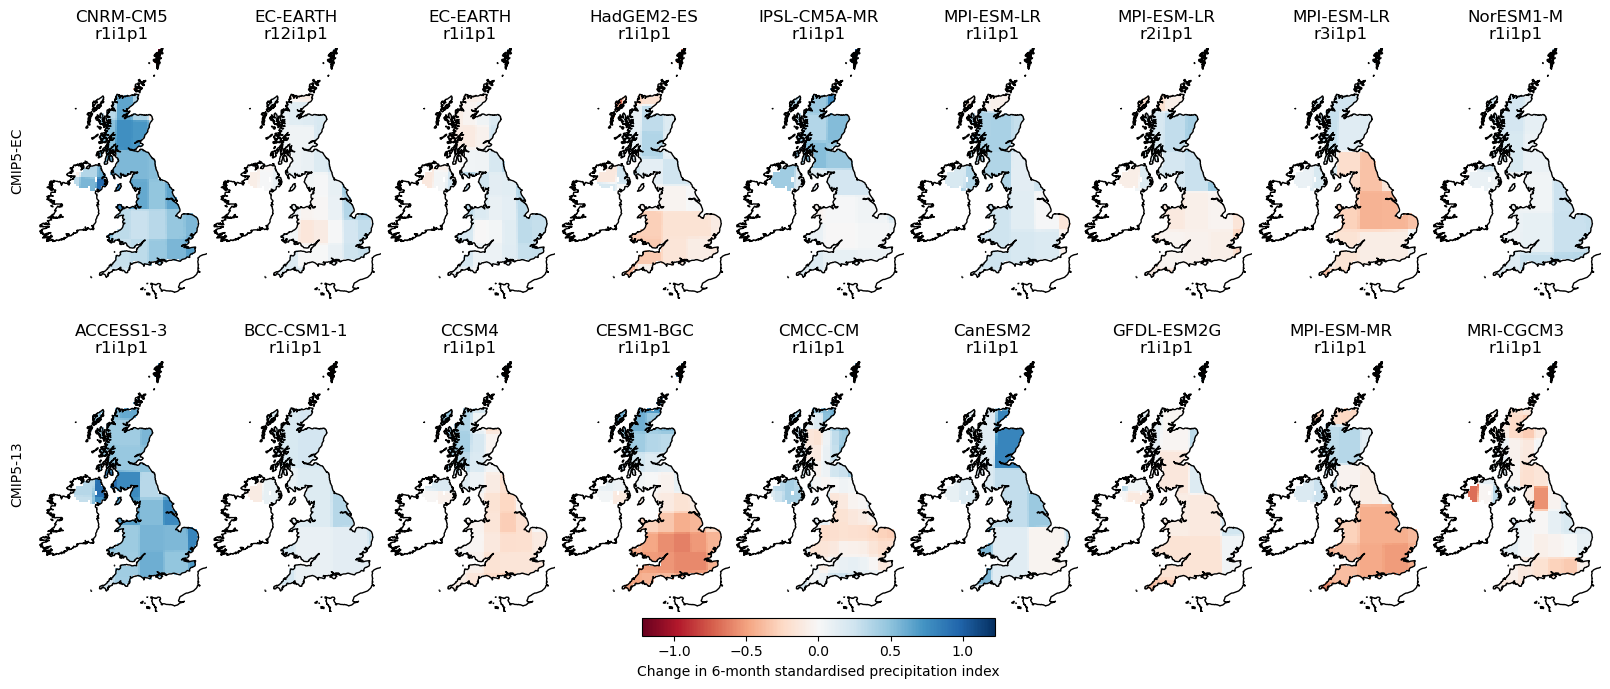 CNRM-CM5
r1i1p1
EC-EARTH
r12i1p1
EC-EARTH
r1i1p1
HadGEM2-ES
r1i1p1
IPSL-CM5A-MR
r1i1p1
MPI-ESM-LR
r1i1p1
MPI-ESM-LR
r2i1p1
MPI-ESM-LR
r3i1p1
NorESM1-M
r1i1p1
CMIP5-EC
ACCESS1-3
r1i1p1
BCC-CSM1-1
r1i1p1
CCSM4
r1i1p1
CESM1-BGC
r1i1p1
CMCC-CM
r1i1p1
CanESM2
r1i1p1
GFDL-ESM2G
r1i1p1
MPI-ESM-MR
r1i1p1
MRI-CGCM3
r1i1p1
CMIP5-13
−1.0 −0.5 0.0 0.5 1.0
Change in 6-month standardised precipitation index